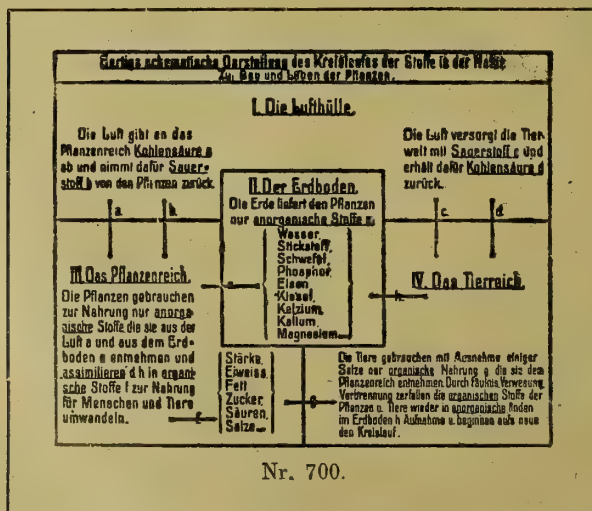 schematische Darstellung des Kreislaufes der Stoffe in der Natur
Zu: Bau und Leben der Pflanzen.
I. Die Lufthülle.
Die Luft gibt an das
Pflanzenreich Kohlensäure a
ab und nimmt dafür Sauer-
stoff b von den Pflanzen zurück.
Die Luft versorgt die Tier-
welt mit Sauerstoff c und
erhält dafür Kohlensäure d
zurück.
II. Der Erdboden.
Die Erde liefert den Pflanzen
nur anorganische Stoffe e.
Wasser,
Stickstoff,
Schwefel,
Phosphor,
Eisen
Kiesel,
Kalzium,
Kalium,
Magnesium
a.
b.
c.
d.
III. Das Pflanzenreich.
Die Pflanzen gebrauchen
zur Nahrung nur anorga-
nische Stoffe die sie aus der
Luft a und aus dem Erd-
boden e entnehmen und
assimilieren d h in organi-
sche Stoffe f zur Nahrung
für Menschen und Tiere
umwandeln.
Stärke,
Eiweiss,
Fett
Zucker,
Säuren,
Salze
IV. Das Tierreich.
Die Tiere gebrauchen mit Ausnahme einiger
Salze nur organische Nahrung g die sie dem
Pflanzenreich entnehmen. Durch Fäulnis, Verwesung,
Verbrennung zerfallen die organischen Stoffe der
Pflanzen u. Tiere wieder in anorganische finden
im Erdboden h Aufnahme u. beginnen aufs neue
den Kreislauf.
Nr. 700.